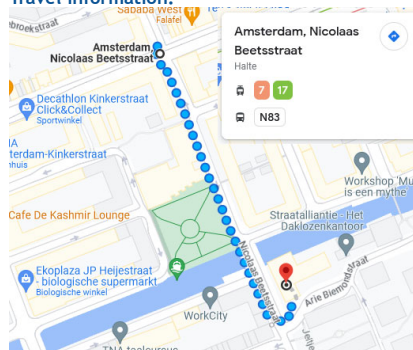 Travel information:
Sababa West
Falafel
Amsterdam,
Nicolaas Beetsstraat
Decathlon Kinkerstraat
Click&Collect
Sportwinkel
terdam-Kinkerstraat
nhuis
Cafe De Kashmir Lounge
Ekoplaza JP Heijestraat
- biologische supermarkt
Biologische winkel
WorkCity
Nicolaas Beetsstraat
Arie Biemondstraat
Straatalliantie - Het
Daklozenkantoor
Workshop 'Mu
is een mythe
Amsterdam, Nicolaas
Beetsstraat
Halte
7 17
N83